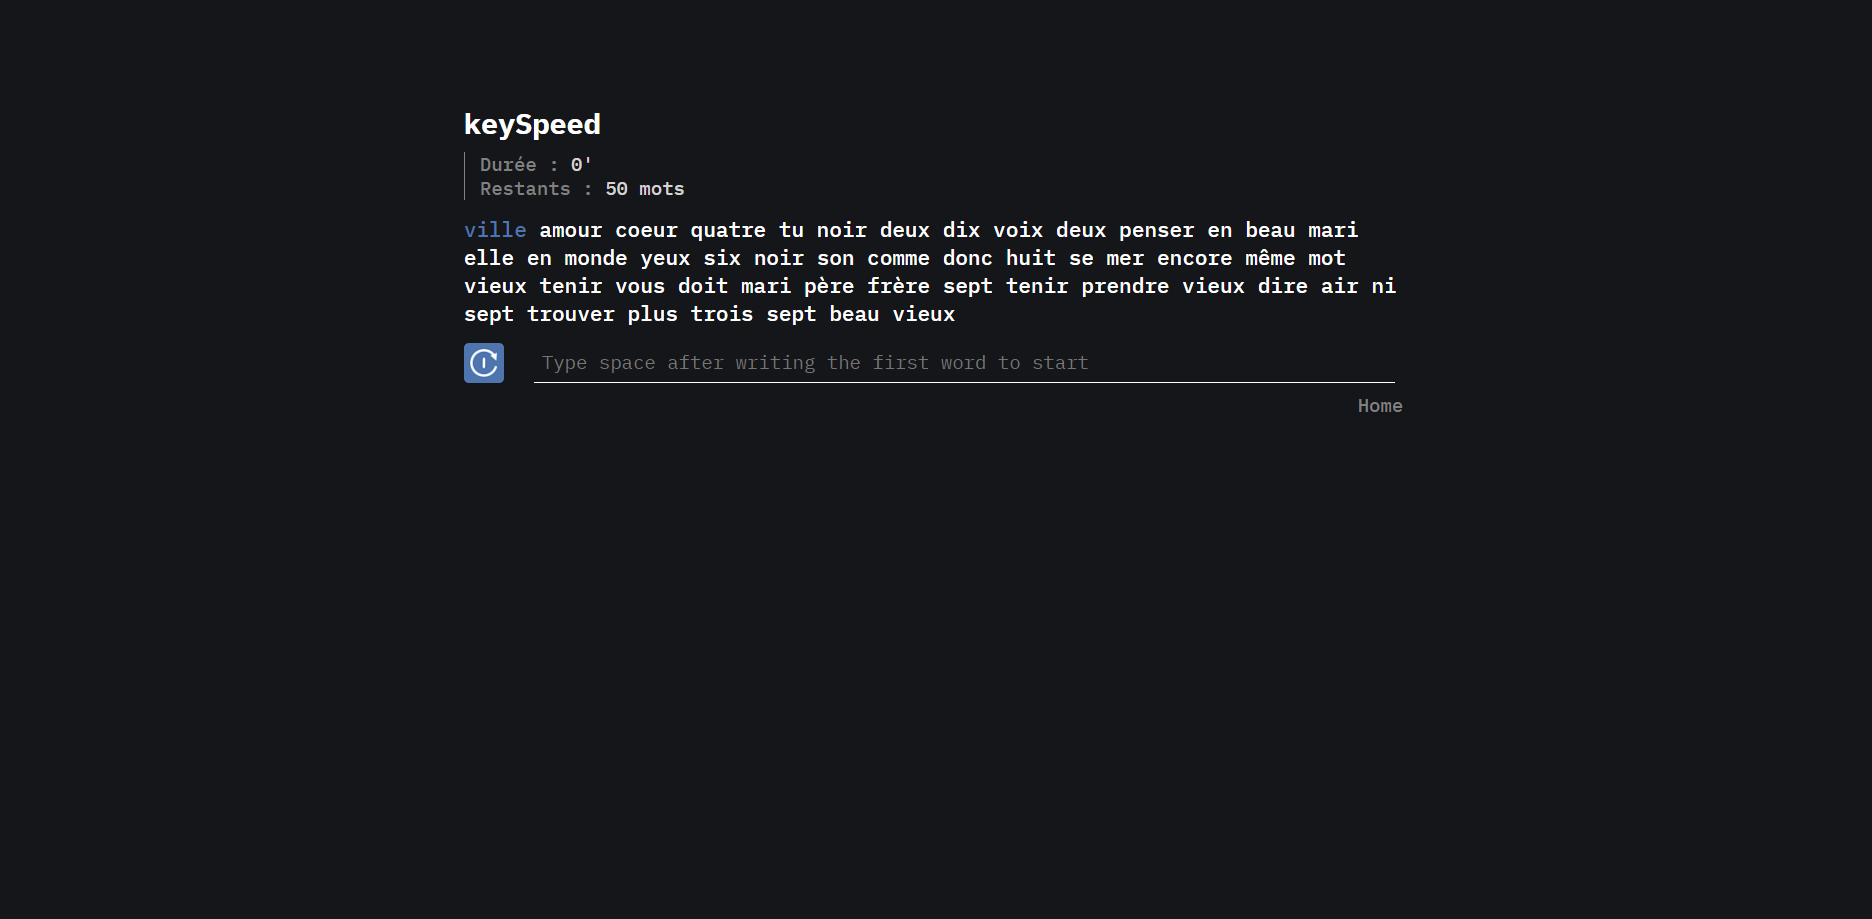 keySpeed
Durée : 0'
Restants : 50 mots
ville amour coeur quatre tu noir deux dix voix deux penser en beau mari
elle en monde yeux six noir son comme donc huit se mer encore même mot
vieux tenir vous doit mari père frère sept tenir prendre vieux dire air ni
sept trouver plus trois sept beau vieux
Type space after writing the first word to start
Home